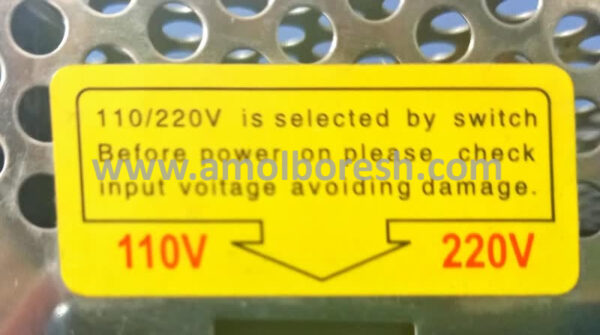 110/220V is selected by switch
Before power on please check
input voltage avoiding damage.
www.amolboresh.com
110V 220V